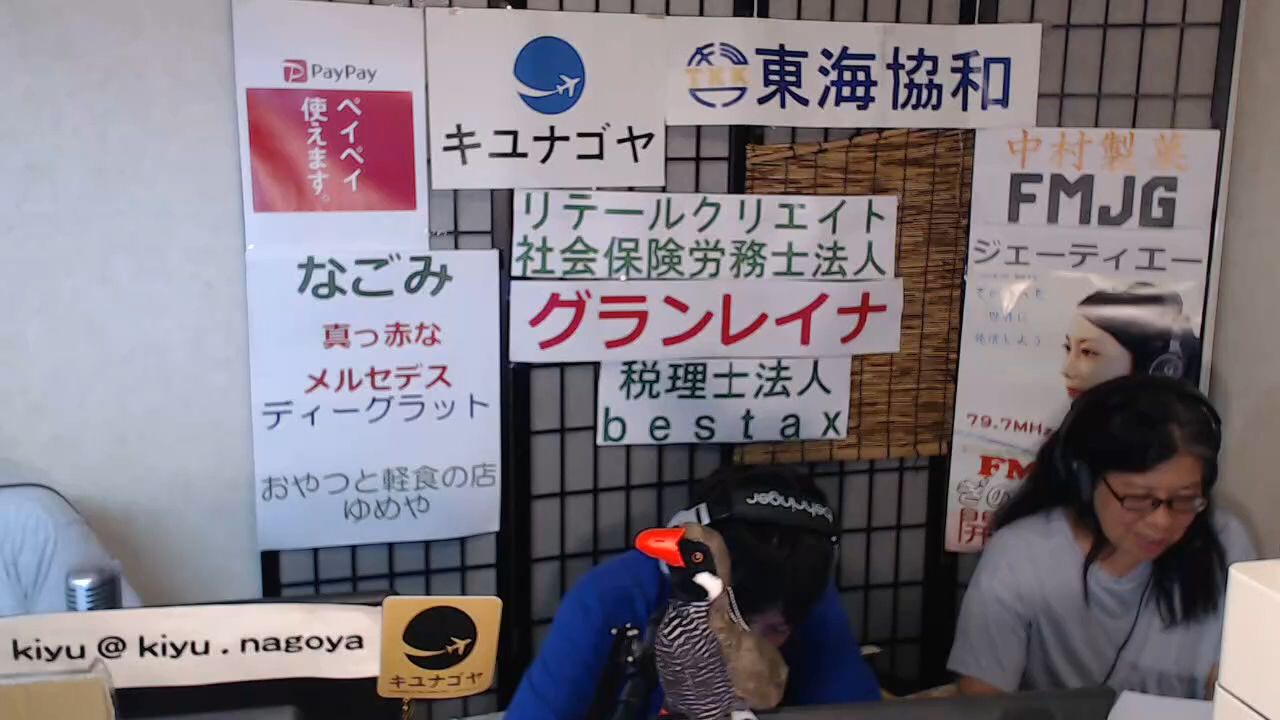 PayPay
ペイペイ
使えます。
キユナゴヤ
TKK
東海協和
中村製菓
FMJG
ジェーティエー
79.7MHz
リテールクリエイト
社会保険労務士法人
グランレイナ
税理士法人
bestax
なごみ
真っ赤な
メルセデス
ティーグラット
おやつと軽食の店
ゆめや
behringer
kiyu@kiyu.nagoya
キユナゴヤ